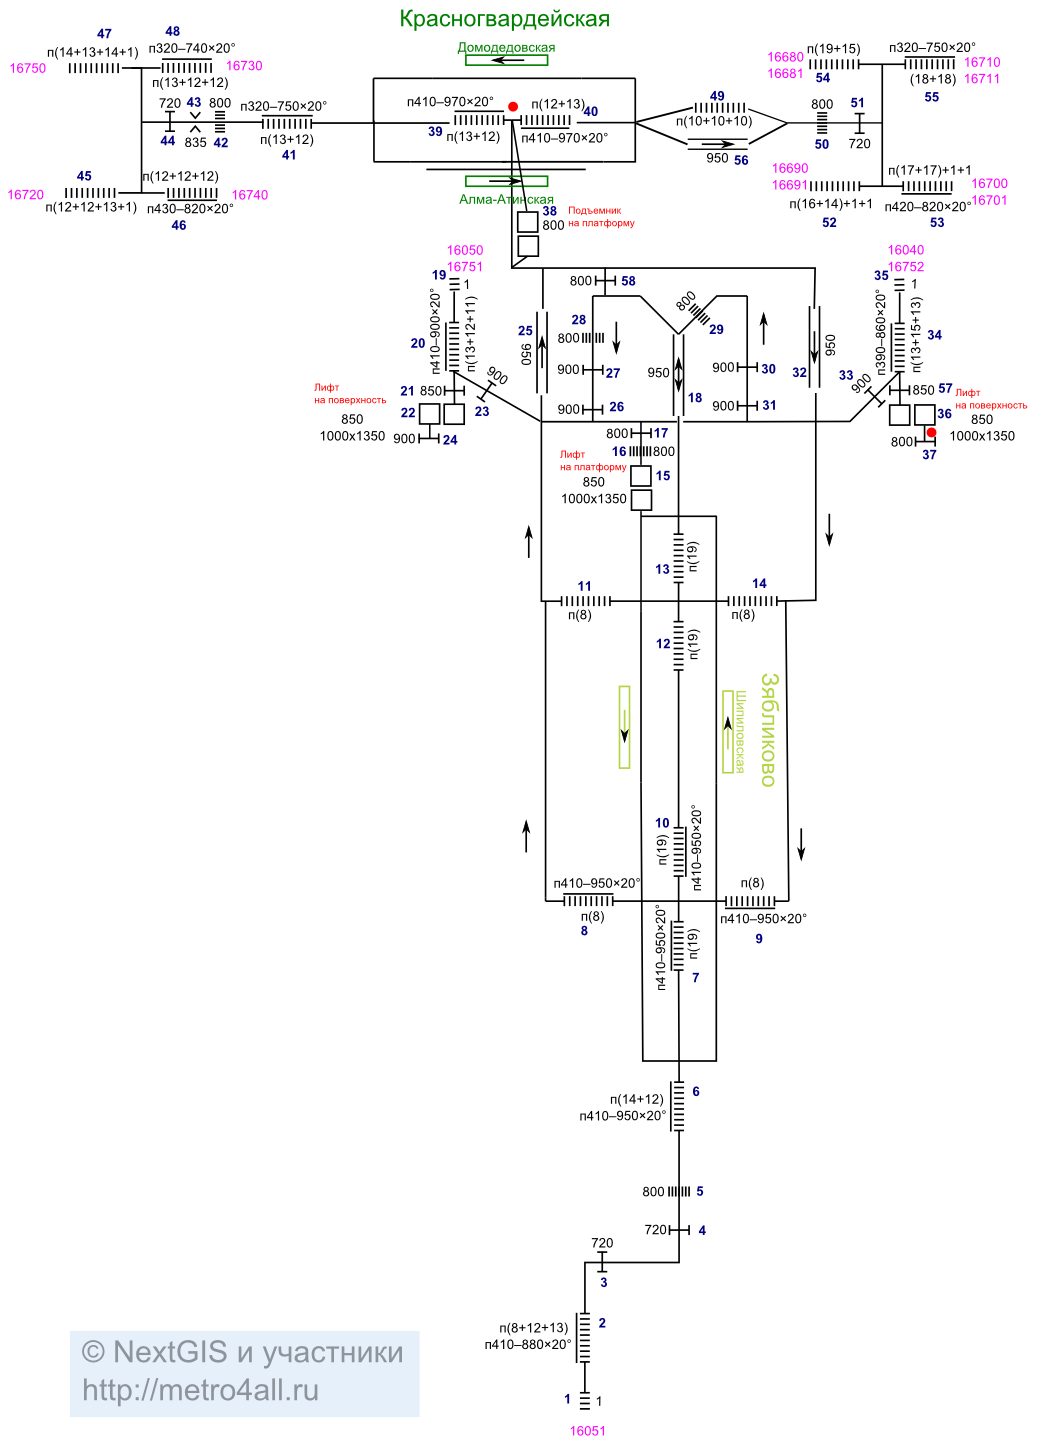 Красногвардейская
Домодедовская
47
п(14+13+14+1)
16750
48
п320–740×20°
16730
п(13+12+12)
720
43
800
44
835
42
п320–750×20°
п(13+12)
41
45
16720
п(12+12+13+1)
п(12+12+12)
16740
п430–820×20°
46
п410–970×20°
39
п(13+12)
п(12+13)
40
п410–970×20°
Алма-Атинская
49
п(10+10+10)
950
56
16680
16681
п(19+15)
54
п320–750×20°
16710
(18+18)
16711
55
800
51
50
720
16690
16691
п(16+14)+1+1
52
п(17+17)+1+1
16700
16701
п420–820×20°
53
38
800
Подъемник
на платформу
16050
16751
19
1
п410–900×20°
п(13+12+11)
20
21
850
900
23
Лифт
на поверхность
850
1000х1350
22
900
24
25
950
800
58
28
800
900
27
900
26
800
29
950
18
900
30
900
31
32
950
16040
16752
35
1
п390–860×20°
п(13+15+13)
34
33
900
850
57
36
Лифт
на поверхность
850
1000х1350
800
37
800
17
16
800
Лифт
на платформу
850
1000х1350
15
13
п(19)
11
п(8)
14
п(8)
12
п(19)
Зябликово
Шипиловская
10
п(19)
п410–950×20°
п410–950×20°
п(8)
8
п(8)
п410–950×20°
9
п410–950×20°
п(19)
7
6
п(14+12)
п410–950×20°
800
5
720
4
720
3
2
п(8+12+13)
п410–880×20°
1
1
16051
© NextGIS и участники
http://metro4all.ru